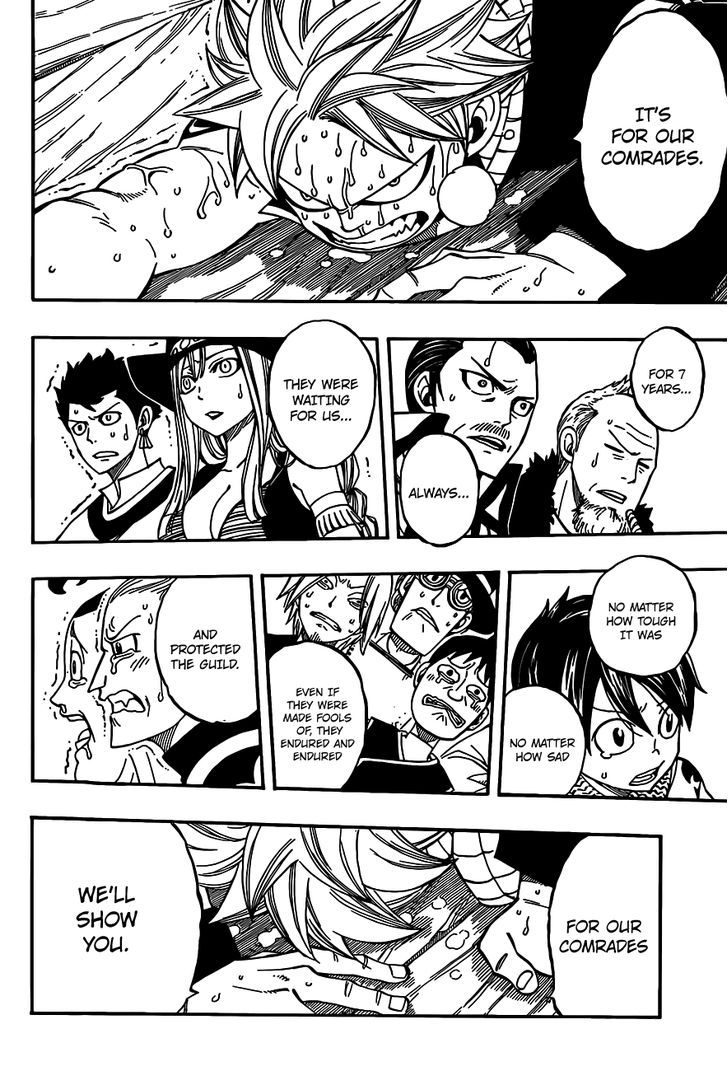 IT'S
FOR OUR
COMRADES.
FOR 7
YEARS...
ALWAYS...
THEY WERE
WAITING
FOR US...
NO MATTER
HOW TOUGH
IT WAS
NO MATTER
HOW SAD
EVEN IF
THEY WERE
MADE FOOLS
OF, THEY
ENDURED AND
ENDURED
AND
PROTECTED
THE GUILD.
FOR OUR
COMRADES
WE'LL
SHOW
YOU.